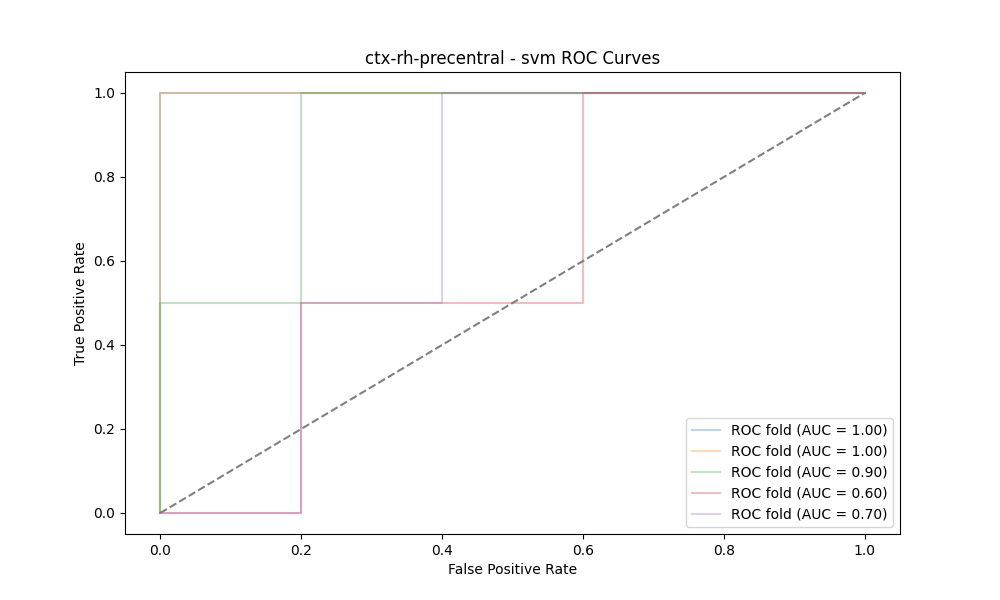 ctx-rh-precentral - svm ROC Curves
True Positive Rate
1.0
0.8
0.6
0.4
0.2
0.0
ROC fold (AUC = 1.00)
ROC fold (AUC = 1.00)
ROC fold (AUC = 0.90)
ROC fold (AUC = 0.60)
ROC fold (AUC = 0.70)
0.0 0.2 0.4 0.6 0.8 1.0
False Positive Rate